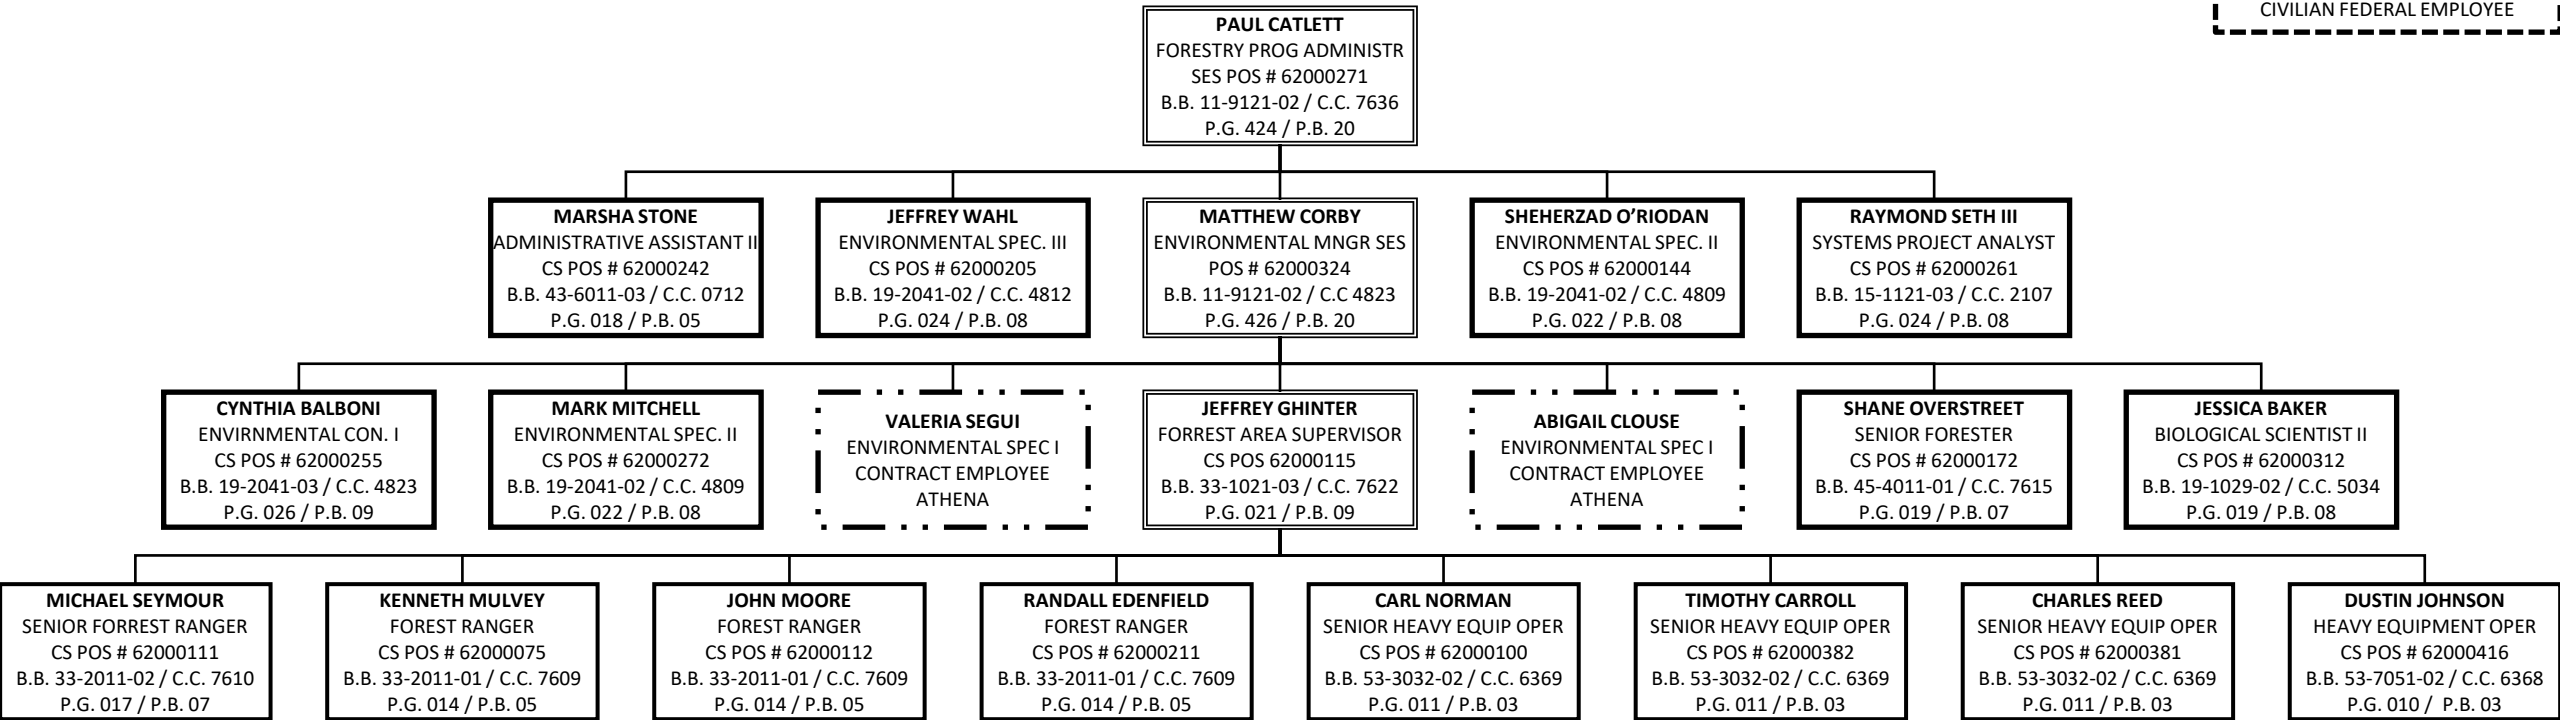 CIVILIAN FEDERAL EMPLOYEE
PAUL CATLETT
FORESTRY PROG ADMINISTR
SES POS # 62000271
B.B. 11-9121-02 / C.C. 7636
P.G. 424 / P.B. 20
MARSHA STONE
ADMINISTRATIVE ASSISTANT II
CS POS # 62000242
B.B. 43-6011-03 / C.C. 0712
P.G. 018 / P.B. 05
JEFFREY WAHL
ENVIRONMENTAL SPEC. III
CS POS # 62000205
B.B. 19-2041-02 / C.C. 4812
P.G. 024 / P.B. 08
MATTHEW CORBY
ENVIRONMENTAL MNGR SES
POS # 62000324
B.B. 11-9121-02 / C.C 4823
P.G. 426 / P.B. 20
SHEHERZAD O’RIODAN
ENVIRONMENTAL SPEC. II
CS POS # 62000144
B.B. 19-2041-02 / C.C. 4809
P.G. 022 / P.B. 08
RAYMOND SETH III
SYSTEMS PROJECT ANALYST
CS POS # 62000261
B.B. 15-1121-03 / C.C. 2107
P.G. 024 / P.B. 08
CYNTHIA BALBONI
ENVIRNMENTAL CON. I
CS POS # 62000255
B.B. 19-2041-03 / C.C. 4823
P.G. 026 / P.B. 09
MARK MITCHELL
ENVIRONMENTAL SPEC. II
CS POS # 62000272
B.B. 19-2041-02 / C.C. 4809
P.G. 022 / P.B. 08
VALERIA SEGUI
ENVIRONMENTAL SPEC I
CONTRACT EMPLOYEE
ATHENA
JEFFREY GHINTER
FORREST AREA SUPERVISOR
CS POS 62000115
B.B. 33-1021-03 / C.C. 7622
P.G. 021 / P.B. 09
ABIGAIL CLOUSE
ENVIRONMENTAL SPEC I
CONTRACT EMPLOYEE
ATHENA
SHANE OVERSTREET
SENIOR FORESTER
CS POS # 62000172
B.B. 45-4011-01 / C.C. 7615
P.G. 019 / P.B. 07
JESSICA BAKER
BIOLOGICAL SCIENTIST II
CS POS # 62000312
B.B. 19-1029-02 / C.C. 5034
P.G. 019 / P.B. 08
MICHAEL SEYMOUR
SENIOR FORREST RANGER
CS POS # 62000111
B.B. 33-2011-02 / C.C. 7610
P.G. 017 / P.B. 07
KENNETH MULVEY
FOREST RANGER
CS POS # 62000075
B.B. 33-2011-01 / C.C. 7609
P.G. 014 / P.B. 05
JOHN MOORE
FOREST RANGER
CS POS # 62000112
B.B. 33-2011-01 / C.C. 7609
P.G. 014 / P.B. 05
RANDALL EDENFIELD
FOREST RANGER
CS POS # 62000211
B.B. 33-2011-01 / C.C. 7609
P.G. 014 / P.B. 05
CARL NORMAN
SENIOR HEAVY EQUIP OPER
CS POS # 62000100
B.B. 53-3032-02 / C.C. 6369
P.G. 011 / P.B. 03
TIMOTHY CARROLL
SENIOR HEAVY EQUIP OPER
CS POS # 62000382
B.B. 53-3032-02 / C.C. 6369
P.G. 011 / P.B. 03
CHARLES REED
SENIOR HEAVY EQUIP OPER
CS POS # 62000381
B.B. 53-3032-02 / C.C. 6369
P.G. 011 / P.B. 03
DUSTIN JOHNSON
HEAVY EQUIPMENT OPER
CS POS # 62000416
B.B. 53-7051-02 / C.C. 6368
P.G. 010 / P.B. 03